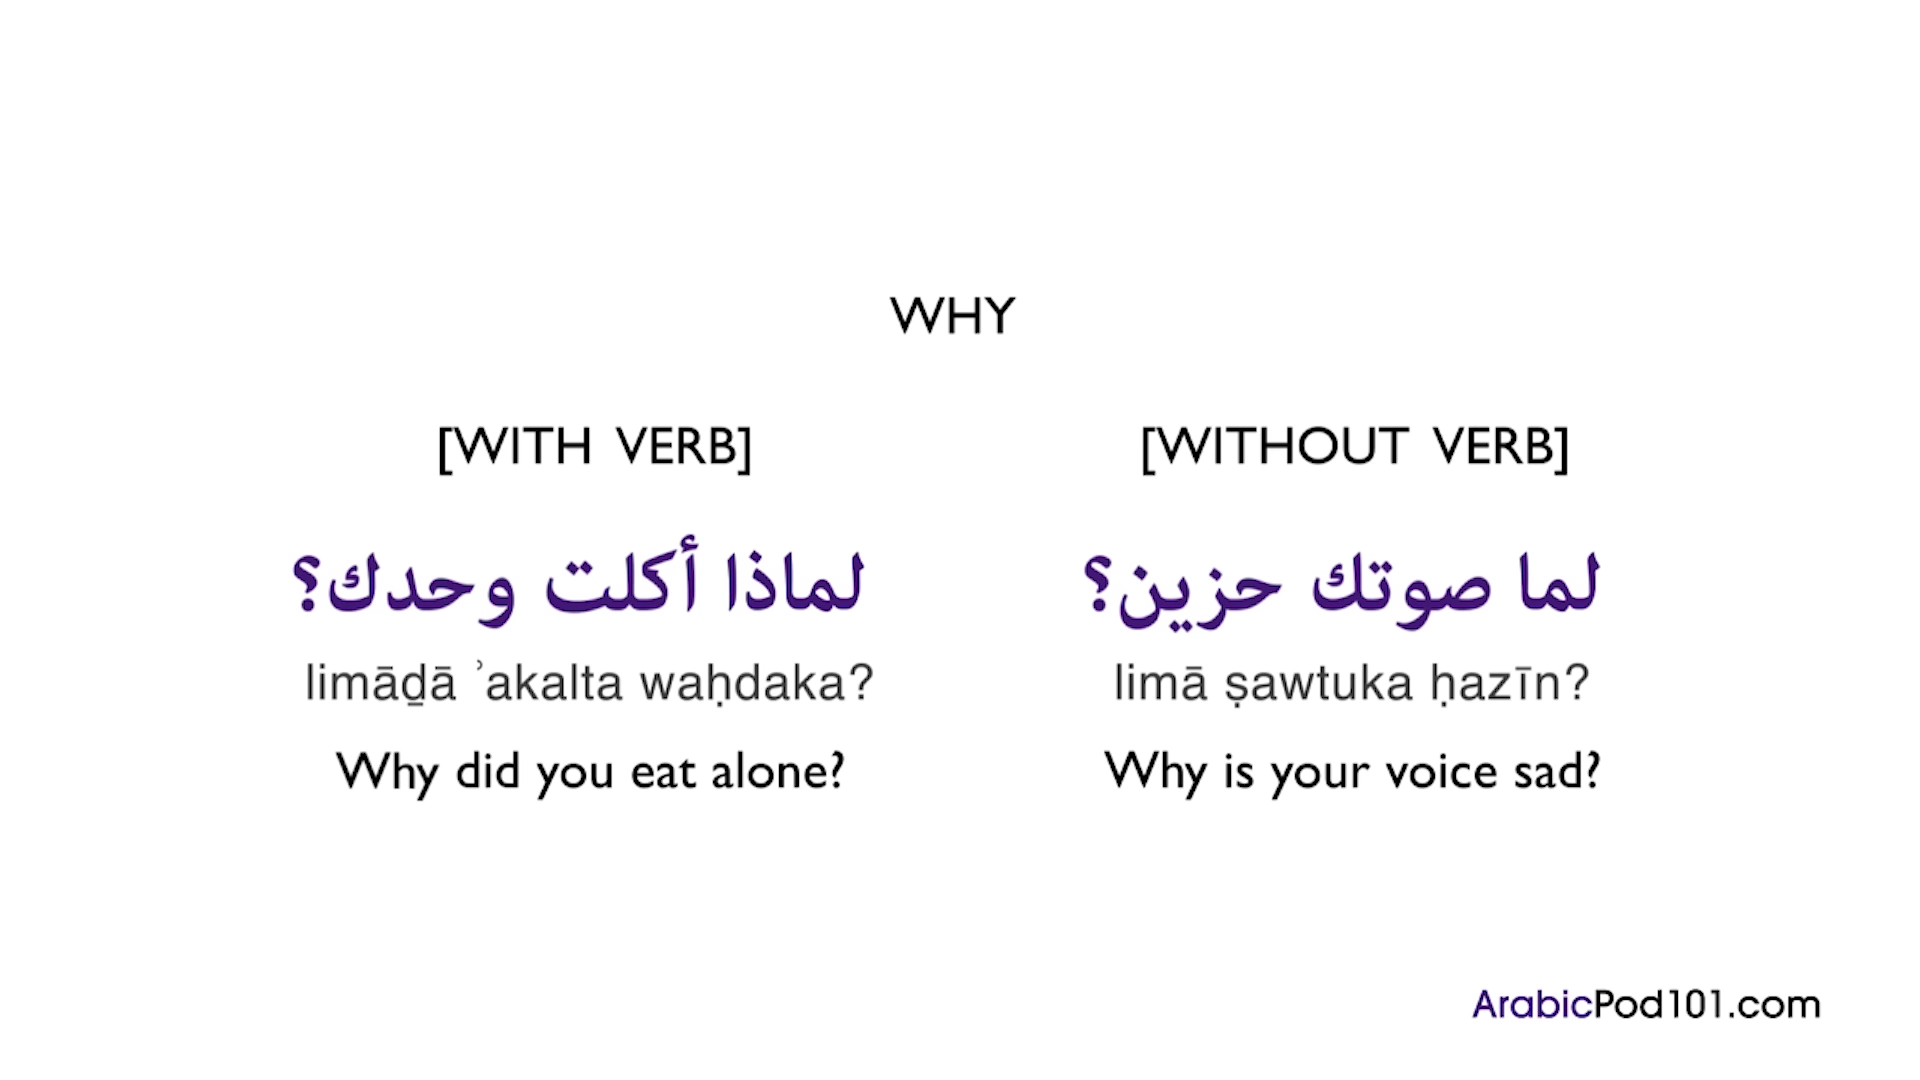 WHY
[WITH VERB]
لماذا أكلت وحدك؟
limāḏā ʾakalta waḥdaka?
Why did you eat alone?
[WITHOUT VERB]
لما صوتك حزين؟
limā ṣawtuka ḥazīn?
Why is your voice sad?
ArabicPod101.com